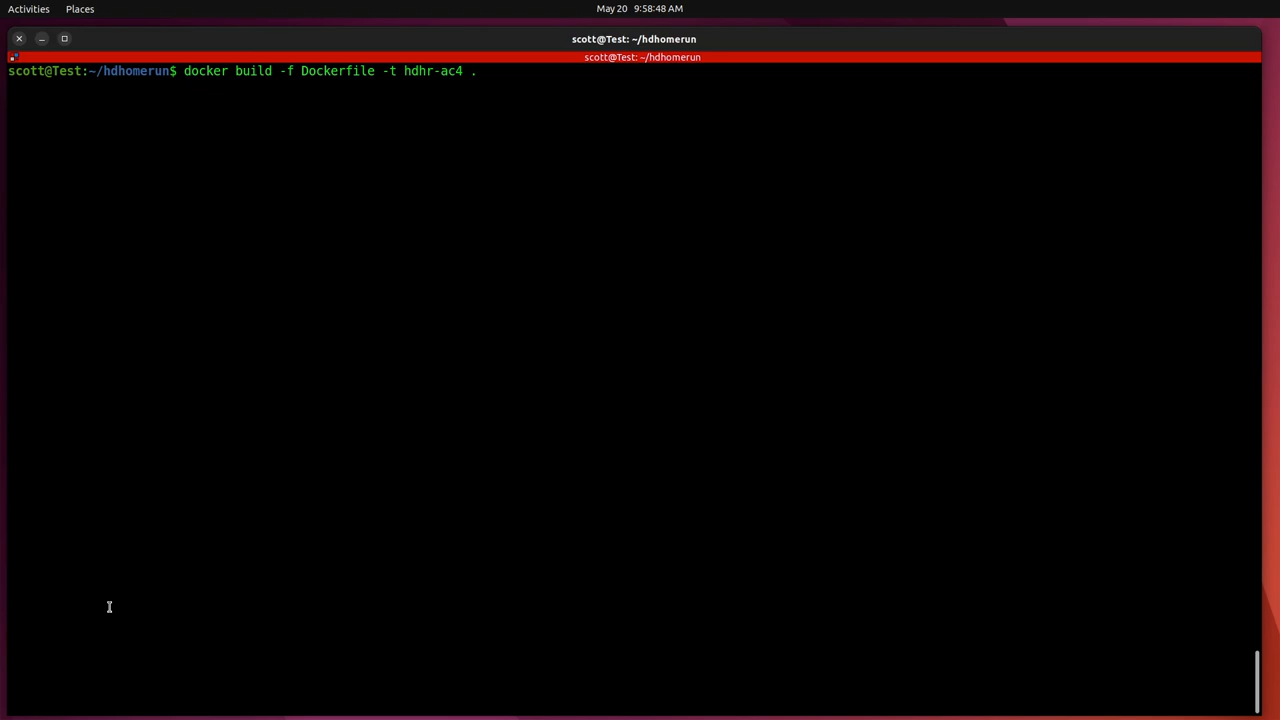 Activities Places May 20 9:58:48 AM
scott@Test: ~/hdhomerun
scott@Test: ~/hdhomerun
scott@Test:~/hdhomerun$ docker build -f Dockerfile -t hdhr-ac4 .